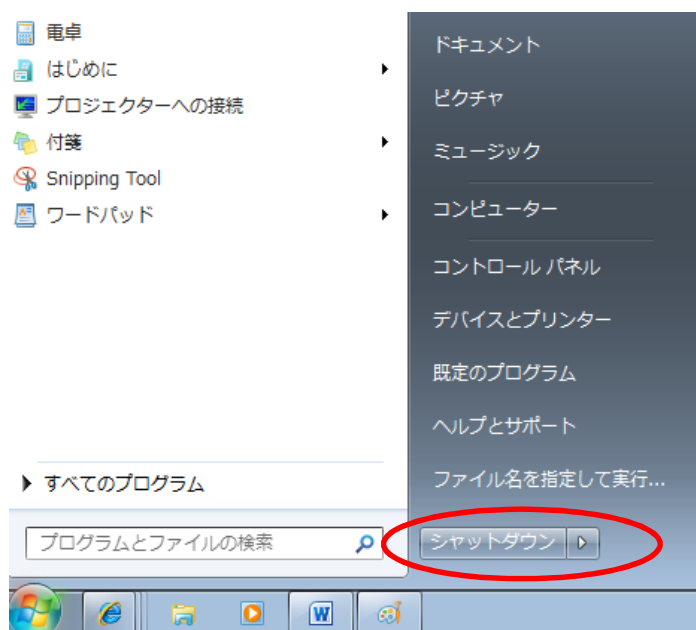 電卓
はじめに
プロジェクターへの接続
付箋
Snipping Tool
ワードパッド
すべてのプログラム
プログラムとファイルの検索
ドキュメント
ピクチャ
ミュージック
コンピューター
コントロール パネル
デバイスとプリンター
既定のプログラム
ヘルプとサポート
ファイル名を指定して実行...
シャットダウン
W